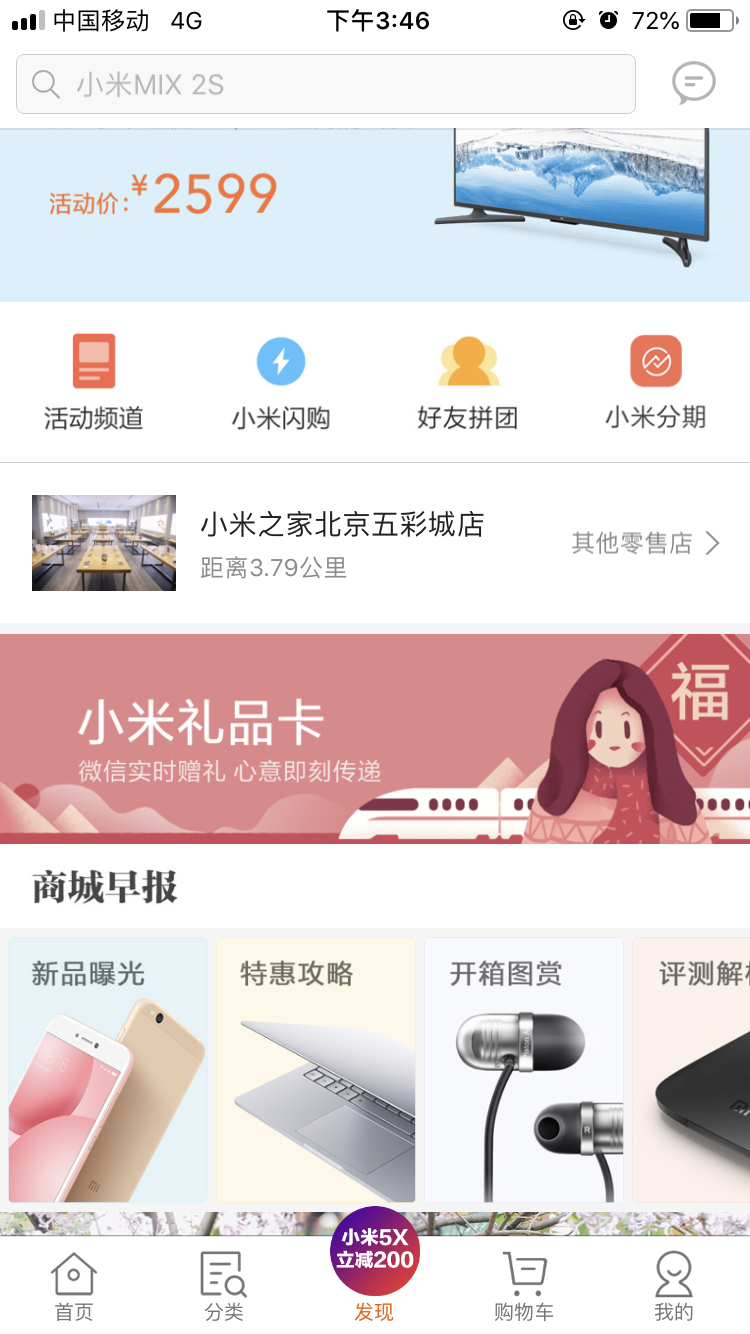 中国移动 4G 下午3:46 72%
小米MIX 2S
活动价:¥2599
活动频道 小米闪购 好友拼团 小米分期
小米之家北京五彩城店
距离3.79公里
其他零售店
福
小米礼品卡
微信实时赠礼 心意即刻传递
商城早报
新品曝光 特惠攻略 开箱图赏 评测解
小米5X
立减200
首页 分类 发现 购物车 我的